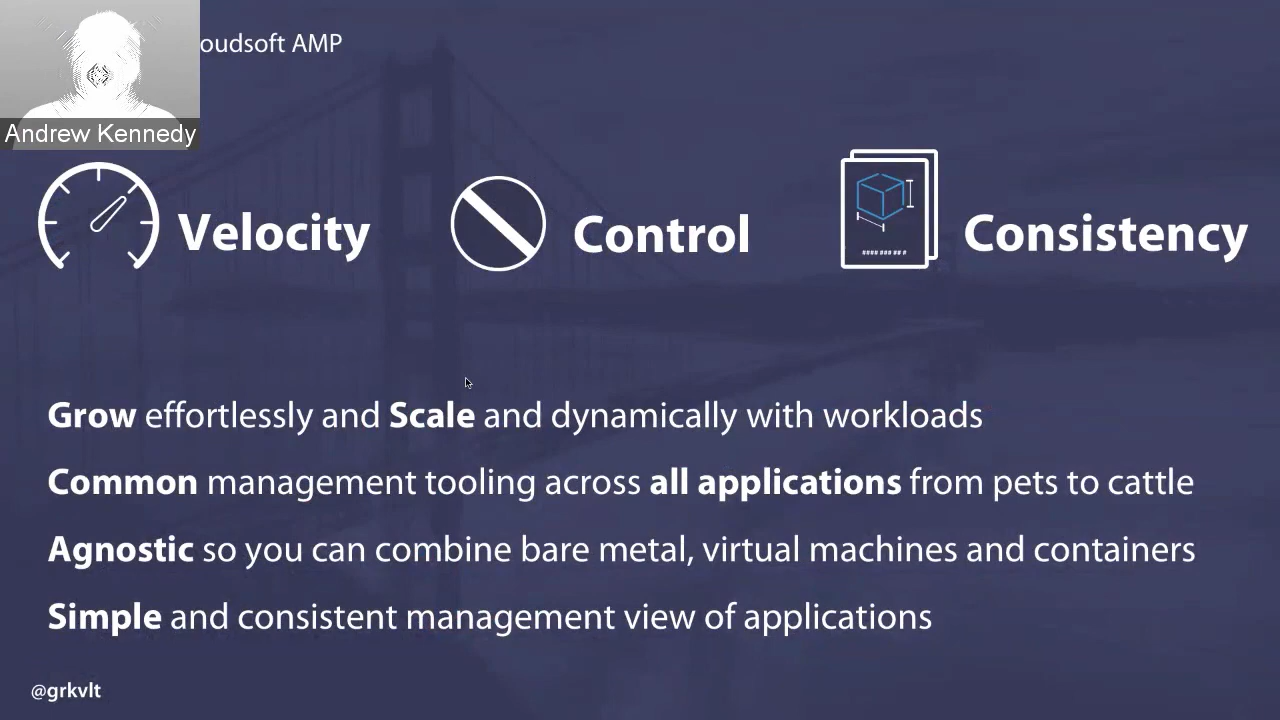 oudsoft AMP
Andrew Kennedy
Velocity
Control
#### ### ## #
Consistency
Grow effortlessly and Scale and dynamically with workloads
Common management tooling across all applications from pets to cattle
Agnostic so you can combine bare metal, virtual machines and containers
Simple and consistent management view of applications
@grkvlt